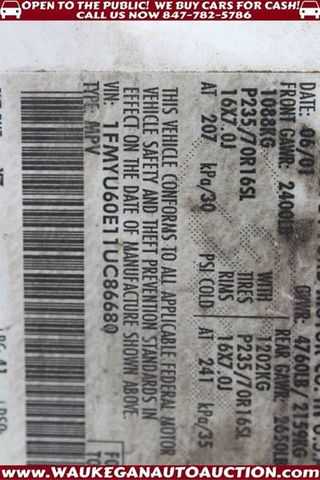 OPEN TO THE PUBLIC! WE BUY CARS FOR CASH!
CALL US NOW 847-782-5786
DATE: 06/01
GVWR: 4760LB / 2159KG
FRONT GAWR: 2400LB
REAR GAWR: 2650LB
1088KG WITH 1202KG
P235/70R16SL TIRES P235/70R16SL
16X7.0J RIMS 16X7.0J
AT 207 kPa/30 PSI COLD AT 241 kPa/35
THIS VEHICLE CONFORMS TO ALL APPLICABLE FEDERAL MOTOR
VEHICLE SAFETY AND THEFT PREVENTION STANDARDS IN
EFFECT ON THE DATE OF MANUFACTURE SHOWN ABOVE.
VIN: 1FMYU60E11UC86680
TYPE: MPV
WWW.WAUKEGANAUTOAUCTION.COM